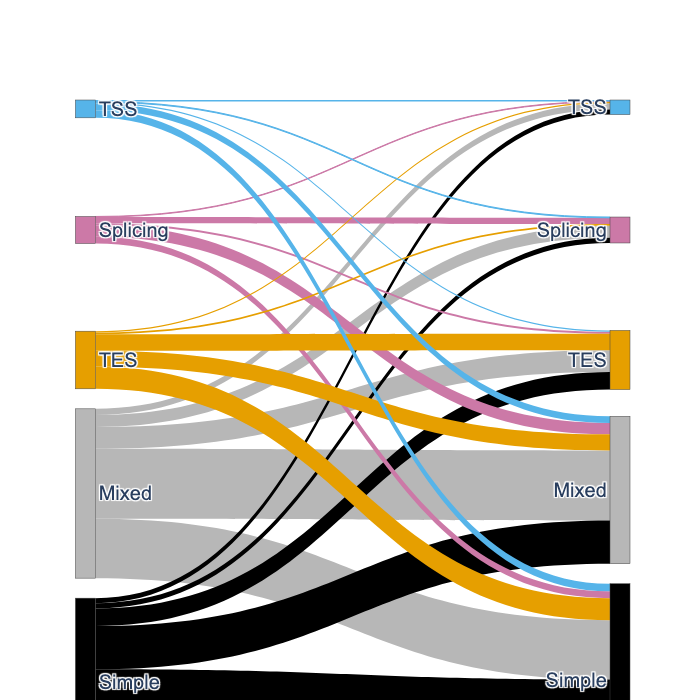 TSS
TSS
Splicing
Splicing
TES
TES
Mixed
Mixed
Simple
Simple